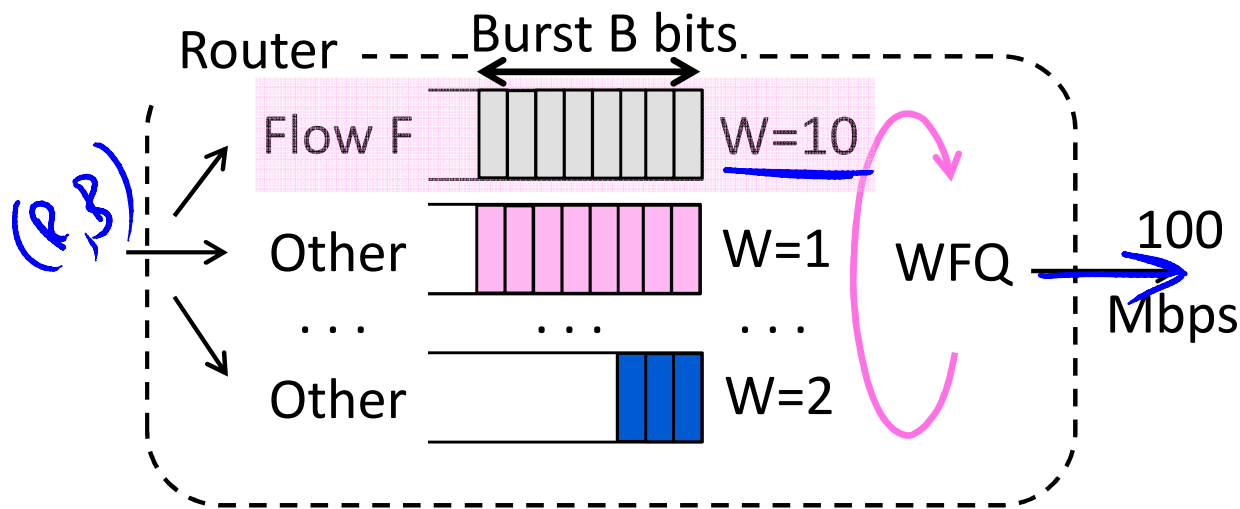 Router
Burst B bits
Flow F
W=10
(R,B)
Other
W=1
WFQ
100
Mbps
. . .
. . .
. . .
Other
W=2